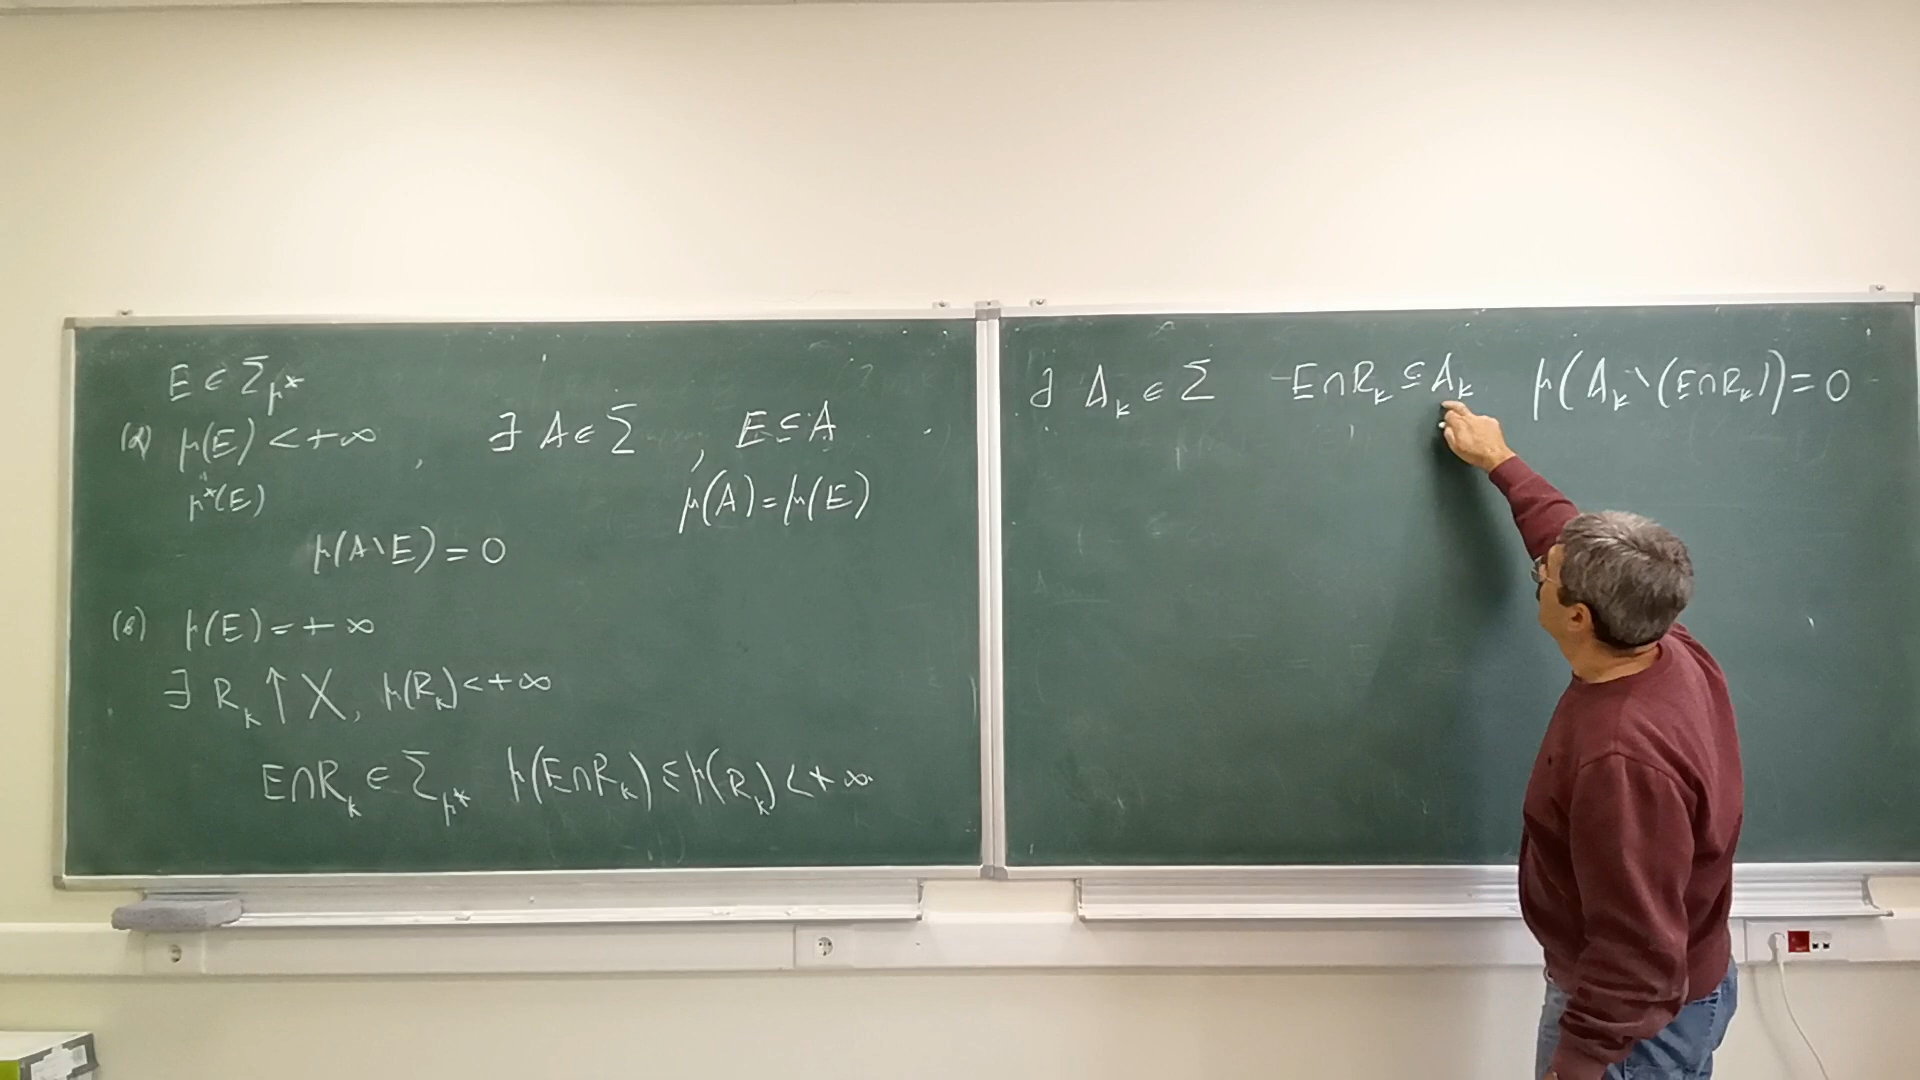 E ∈ Σ_μ*
(α) μ(E) < +∞ , ∃ A ∈ Σ , E ⊆ A
μ*(E) μ(A) = μ(E)
μ(A∖E) = 0
(β) μ(E) = +∞
∃ R_k ↑ X, μ(R_k) < +∞
E∩R_k ∈ Σ_μ* μ(E∩R_k) ≤ μ(R_k) < +∞
∃ A_k ∈ Σ E∩R_k ⊆ A_k μ(A_k∖(E∩R_k)) = 0